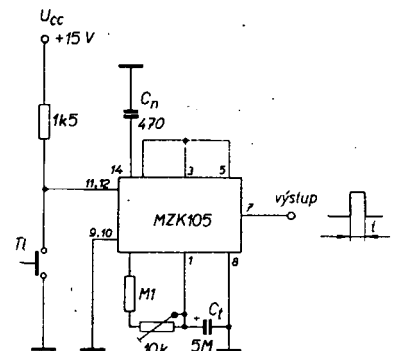 Ucc
+15 V
1k5
Cn
470
14
3
5
11,12
MZK105
7
výstup
t
Tl
9,10
1
8
M1
10k
+
Ct
5M